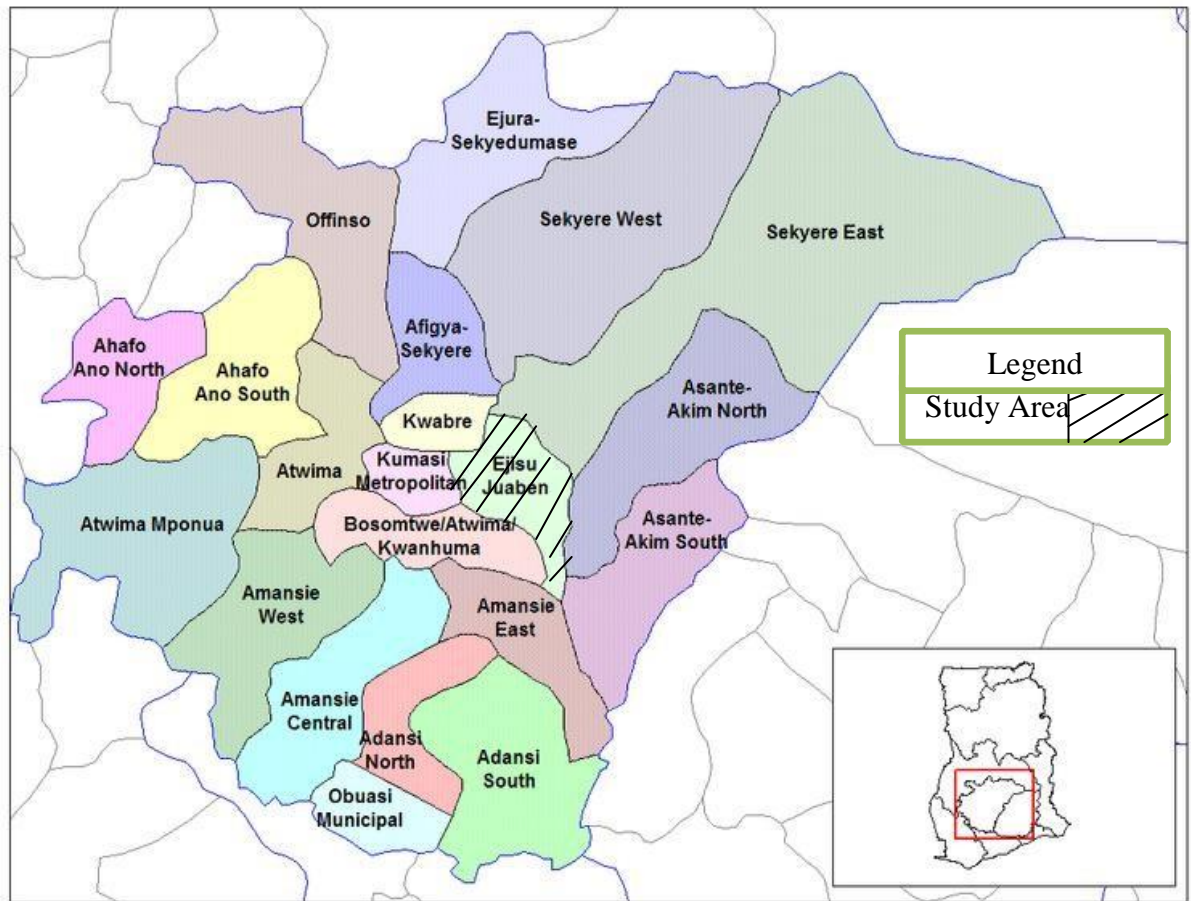 Ejura-
Sekyedumase
Offinso
Sekyere West
Sekyere East
Afigya-
Sekyere
Ahafo
Ano North
Ahafo
Ano South
Legend
Study Area
Asante-
Akim North
Kwabre
Kumasi
Metropolitan
Ejisu
Juaben
Atwima
Atwima Mponua
Bosomtwe/Atwima/
Kwanhuma
Asante-
Akim South
Amansie
West
Amansie
East
Amansie
Central
Adansi
North
Adansi
South
Obuasi
Municipal